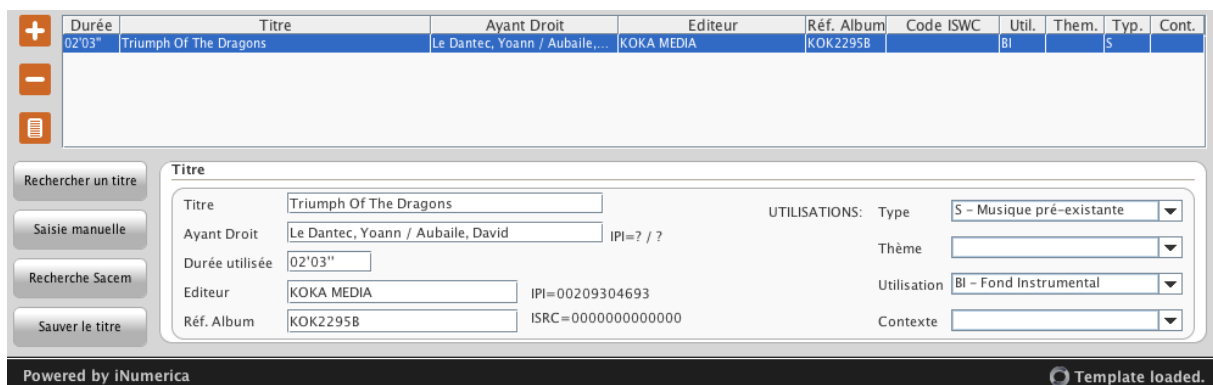 Durée Titre Ayant Droit Editeur Réf. Album Code ISWC Util. Them. Typ. Cont.
02'03" Triumph Of The Dragons Le Dantec, Yoann / Aubaile,... KOKA MEDIA KOK2295B BI S
Rechercher un titre
Saisie manuelle
Recherche Sacem
Sauver le titre
Titre
Titre Triumph Of The Dragons
Ayant Droit Le Dantec, Yoann / Aubaile, David IPI=? / ?
Durée utilisée 02'03"
Editeur KOKA MEDIA IPI=00209304693
Réf. Album KOK2295B ISRC=0000000000000
UTILISATIONS: Type S – Musique pré-existante
Thème
Utilisation BI – Fond Instrumental
Contexte
Powered by iNumerica Template loaded.